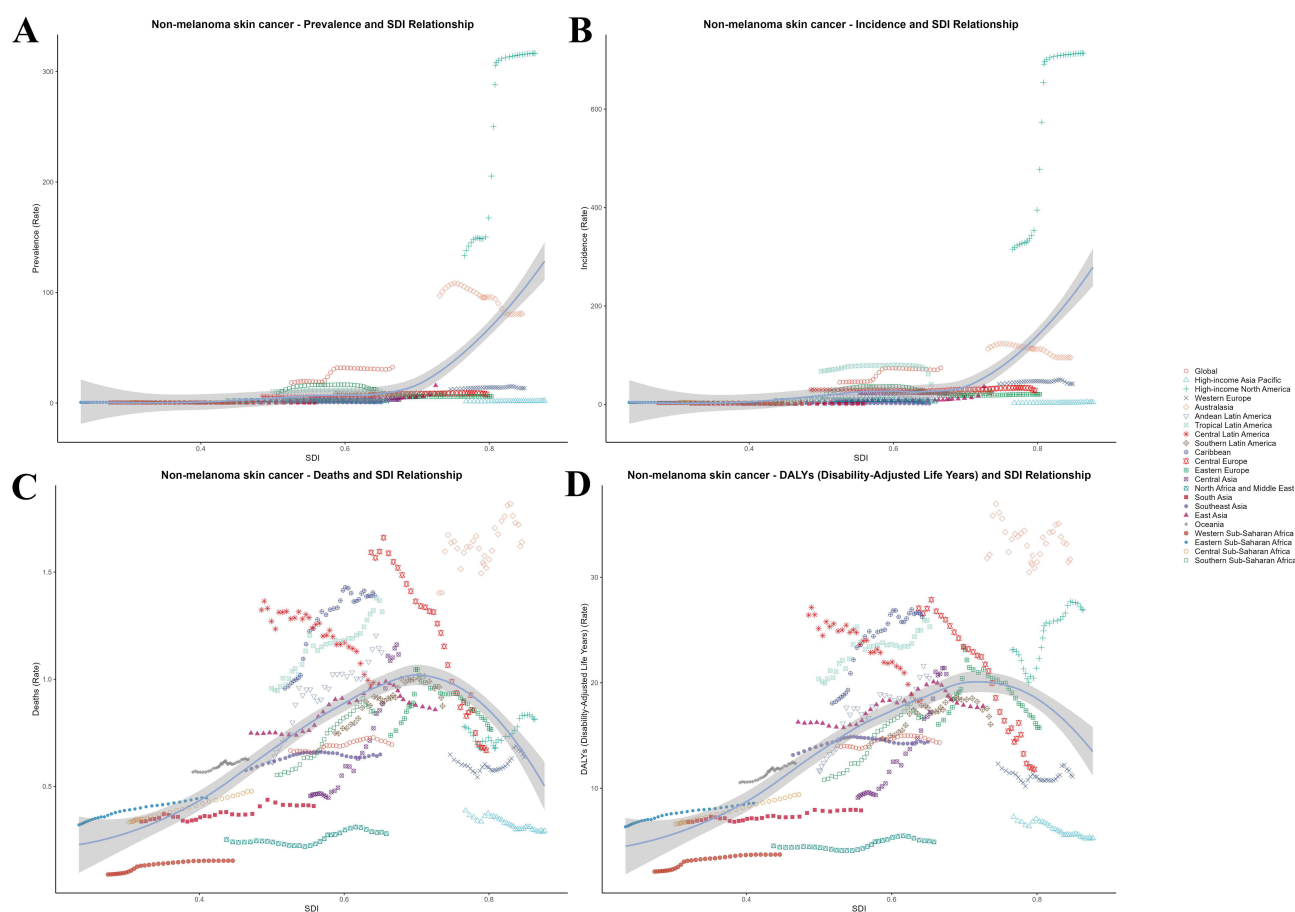 A
Non-melanoma skin cancer - Prevalence and SDI Relationship
300
200
100
0
Prevalence (Rate)
0.4
0.6
0.8
SDI
B
Non-melanoma skin cancer - Incidence and SDI Relationship
600
400
200
0
Incidence (Rate)
0.4
0.6
0.8
SDI
C
Non-melanoma skin cancer - Deaths and SDI Relationship
1.5
1.0
0.5
Deaths (Rate)
0.4
0.6
0.8
SDI
D
Non-melanoma skin cancer - DALYs (Disability-Adjusted Life Years) and SDI Relationship
30
20
10
DALYs (Disability-Adjusted Life Years) (Rate)
0.4
0.6
0.8
SDI
Global
High-income Asia Pacific
High-income North America
Western Europe
Australasia
Andean Latin America
Tropical Latin America
Central Latin America
Southern Latin America
Caribbean
Central Europe
Eastern Europe
Central Asia
North Africa and Middle East
South Asia
Southeast Asia
East Asia
Oceania
Western Sub-Saharan Africa
Eastern Sub-Saharan Africa
Central Sub-Saharan Africa
Southern Sub-Saharan Africa